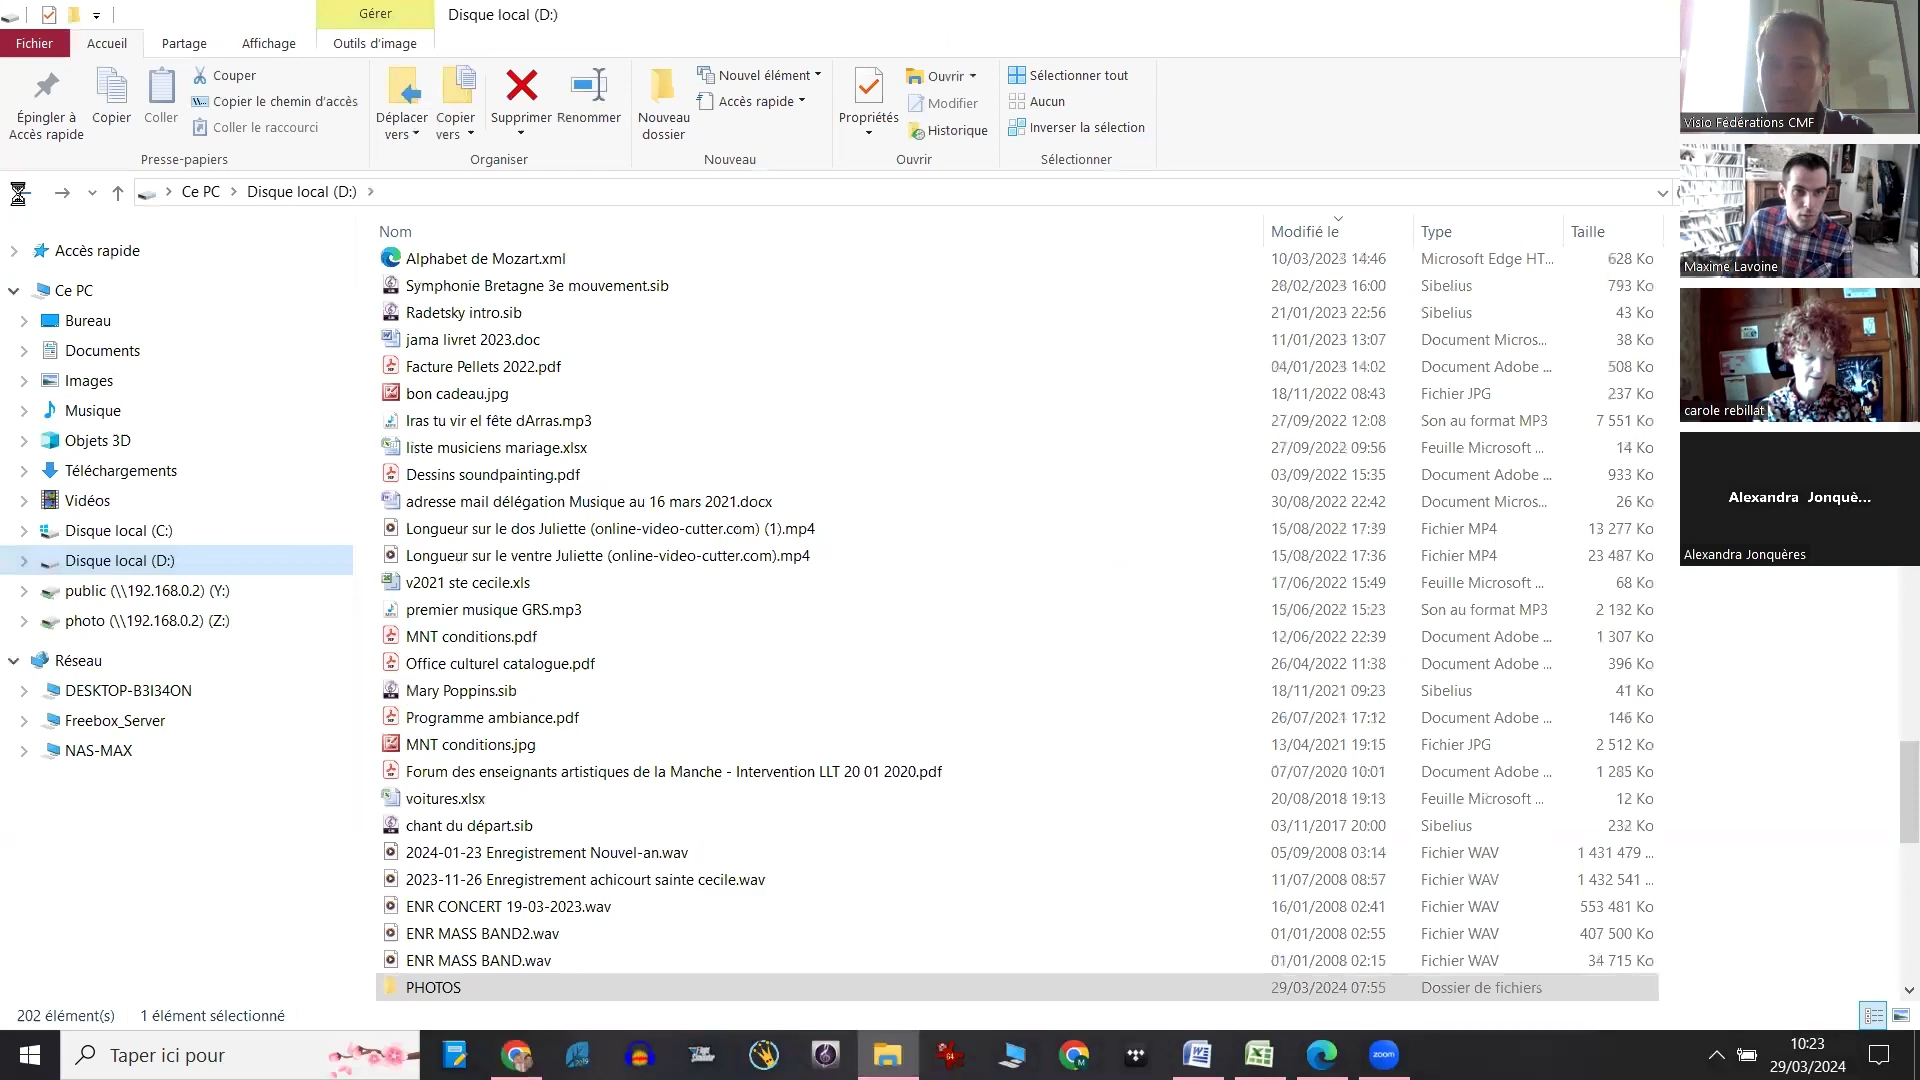 Gérer
Disque local (D:)
Fichier
Accueil
Partage
Affichage
Outils d'image
Épingler à
Accès rapide
Copier
Coller
Couper
Copier le chemin d'accès
Coller le raccourci
Presse-papiers
Déplacer
vers
Copier
vers
Supprimer
Renommer
Organiser
Nouveau
dossier
Nouvel élément
Accès rapide
Nouveau
Propriétés
Ouvrir
Modifier
Historique
Ouvrir
Sélectionner tout
Aucun
Inverser la sélection
Sélectionner
Ce PC
Disque local (D:)
Accès rapide
Ce PC
Bureau
Documents
Images
Musique
Objets 3D
Téléchargements
Vidéos
Disque local (C:)
Disque local (D:)
public (\\192.168.0.2) (Y:)
photo (\\192.168.0.2) (Z:)
Réseau
DESKTOP-B3I34ON
Freebox_Server
NAS-MAX
Nom Modifié le Type Taille
Alphabet de Mozart.xml 10/03/2023 14:46 Microsoft Edge HT... 628 Ko
Symphonie Bretagne 3e mouvement.sib 28/02/2023 16:00 Sibelius 793 Ko
Radetsky intro.sib 21/01/2023 22:56 Sibelius 43 Ko
jama livret 2023.doc 11/01/2023 13:07 Document Micros... 38 Ko
Facture Pellets 2022.pdf 04/01/2023 14:02 Document Adobe ... 508 Ko
bon cadeau.jpg 18/11/2022 08:43 Fichier JPG 237 Ko
Iras tu vir el fête dArras.mp3 27/09/2022 12:08 Son au format MP3 7 551 Ko
liste musiciens mariage.xlsx 27/09/2022 09:56 Feuille Microsoft ... 14 Ko
Dessins soundpainting.pdf 03/09/2022 15:35 Document Adobe ... 933 Ko
adresse mail délégation Musique au 16 mars 2021.docx 30/08/2022 22:42 Document Micros... 26 Ko
Longueur sur le dos Juliette (online-video-cutter.com) (1).mp4 15/08/2022 17:39 Fichier MP4 13 277 Ko
Longueur sur le ventre Juliette (online-video-cutter.com).mp4 15/08/2022 17:36 Fichier MP4 23 487 Ko
v2021 ste cecile.xls 17/06/2022 15:49 Feuille Microsoft ... 68 Ko
premier musique GRS.mp3 15/06/2022 15:23 Son au format MP3 2 132 Ko
MNT conditions.pdf 12/06/2022 22:39 Document Adobe ... 1 307 Ko
Office culturel catalogue.pdf 26/04/2022 11:38 Document Adobe ... 396 Ko
Mary Poppins.sib 18/11/2021 09:23 Sibelius 41 Ko
Programme ambiance.pdf 26/07/2021 17:12 Document Adobe ... 146 Ko
MNT conditions.jpg 13/04/2021 19:15 Fichier JPG 2 512 Ko
Forum des enseignants artistiques de la Manche - Intervention LLT 20 01 2020.pdf 07/07/2020 10:01 Document Adobe ... 1 285 Ko
voitures.xlsx 20/08/2018 19:13 Feuille Microsoft ... 12 Ko
chant du départ.sib 03/11/2017 20:00 Sibelius 232 Ko
2024-01-23 Enregistrement Nouvel-an.wav 05/09/2008 03:14 Fichier WAV 1 431 479 ...
2023-11-26 Enregistrement achicourt sainte cecile.wav 11/07/2008 08:57 Fichier WAV 1 432 541 ...
ENR CONCERT 19-03-2023.wav 16/01/2008 02:41 Fichier WAV 553 481 Ko
ENR MASS BAND2.wav 01/01/2008 02:55 Fichier WAV 407 500 Ko
ENR MASS BAND.wav 01/01/2008 02:15 Fichier WAV 34 715 Ko
PHOTOS 29/03/2024 07:55 Dossier de fichiers
202 élément(s) 1 élément sélectionné
Visio Fédérations CMF
Maxime Lavoine
carole rebillat
Alexandra Jonquè...
Alexandra Jonquères
Taper ici pour
zoom
10:23
29/03/2024